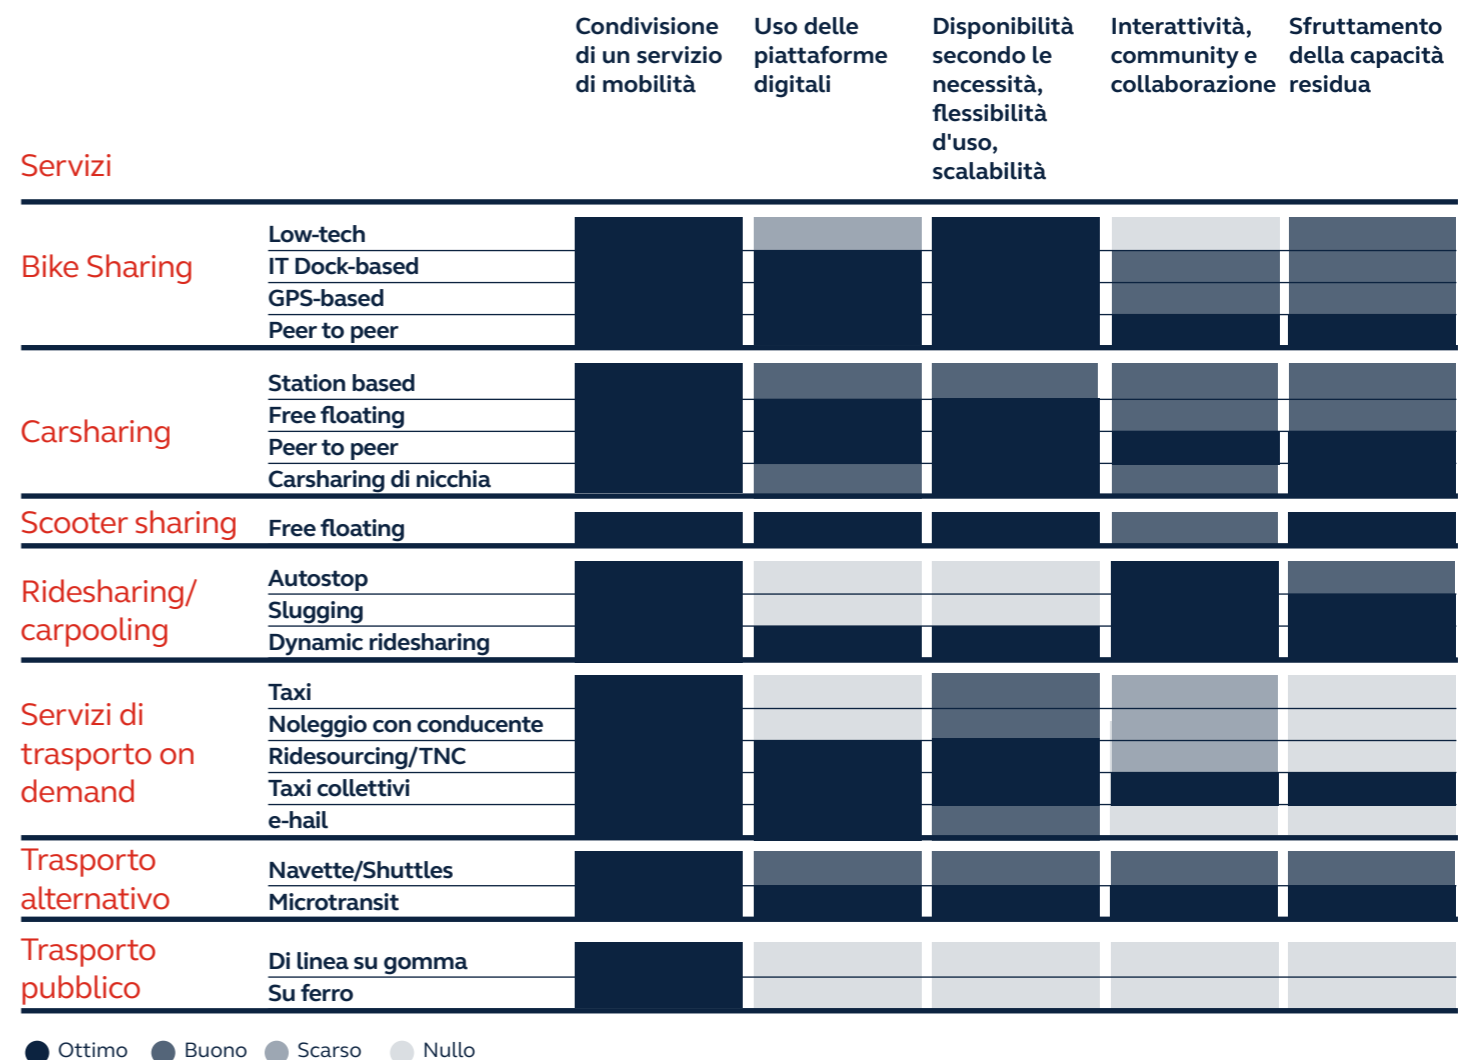 Condivisione
di un servizio
di mobilità
Uso delle
piattaforme
digitali
Disponibilità
secondo le
necessità,
flessibilità
d'uso,
scalabilità
Interattività,
community e
collaborazione
Sfruttamento
della capacità
residua
Servizi
Bike Sharing
Low-tech
IT Dock-based
GPS-based
Peer to peer
Carsharing
Station based
Free floating
Peer to peer
Carsharing di nicchia
Scooter sharing
Free floating
Ridesharing/
carpooling
Autostop
Slugging
Dynamic ridesharing
Servizi di
trasporto on
demand
Taxi
Noleggio con conducente
Ridesourcing/TNC
Taxi collettivi
e-hail
Trasporto
alternativo
Navette/Shuttles
Microtransit
Trasporto
pubblico
Di linea su gomma
Su ferro
Ottimo
Buono
Scarso
Nullo